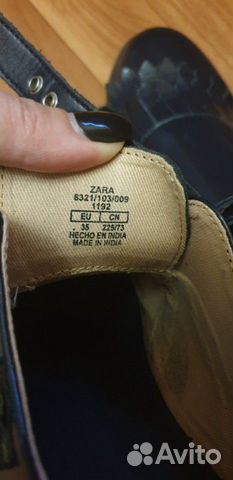 ZARA
6321/103/009
1192
EU CN
35 225/73
HECHO EN INDIA
MADE IN INDIA
Avito